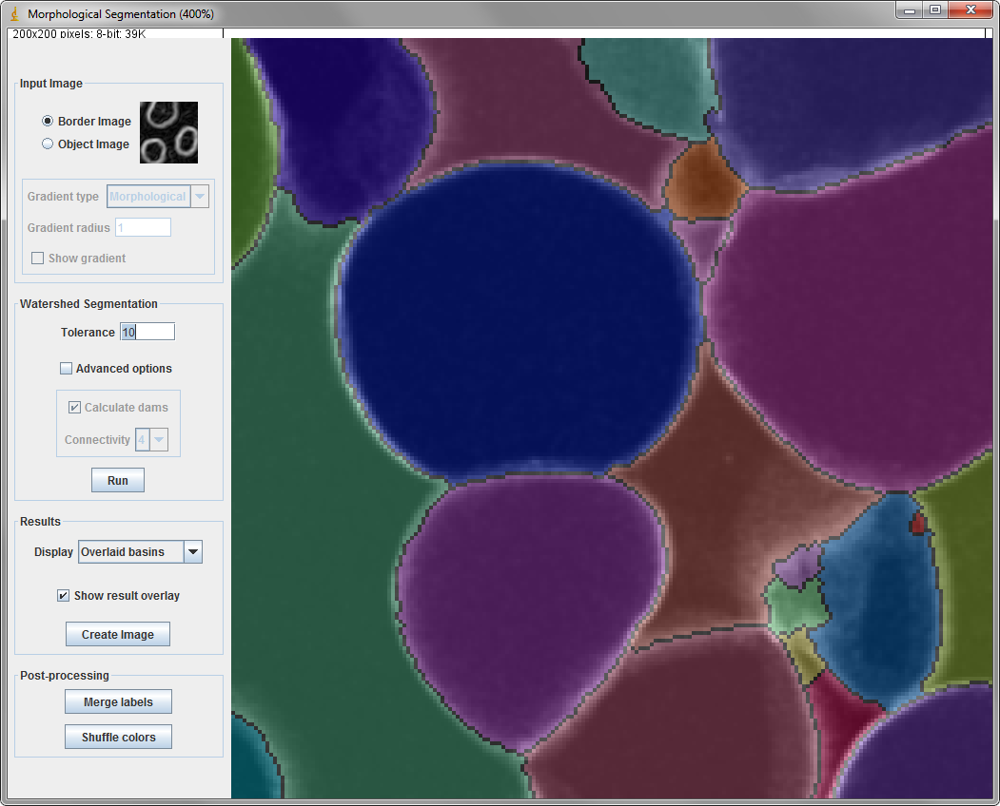 Morphological Segmentation (400%)
200x200 pixels: 8-bit: 39K
Input Image
Border Image
Object Image
Gradient type Morphological
Gradient radius 1
Show gradient
Watershed Segmentation
Tolerance 10
Advanced options
Calculate dams
Connectivity 4
Run
Results
Display Overlaid basins
Show result overlay
Create Image
Post-processing
Merge labels
Shuffle colors